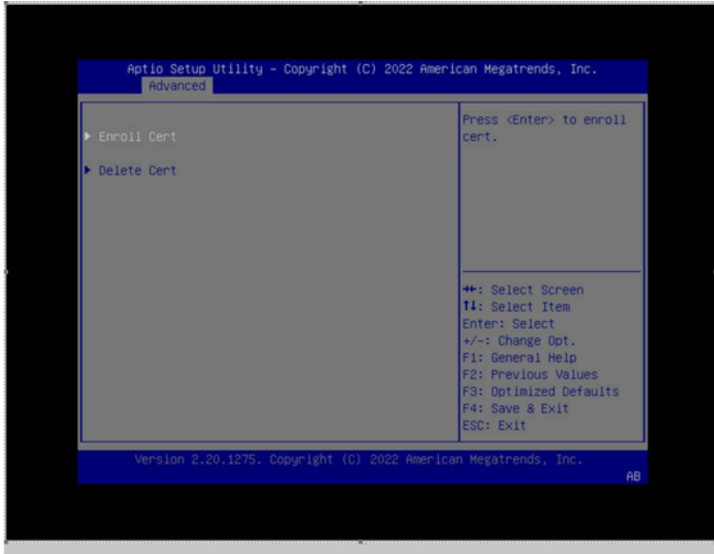 Aptio Setup Utility - Copyright (C) 2022 American Megatrends, Inc.
Advanced
▶ Enroll Cert
▶ Delete Cert
Press <Enter> to enroll
cert.
→←: Select Screen
↑↓: Select Item
Enter: Select
+/-: Change Opt.
F1: General Help
F2: Previous Values
F3: Optimized Defaults
F4: Save & Exit
ESC: Exit
Version 2.20.1275. Copyright (C) 2022 American Megatrends, Inc.
AB